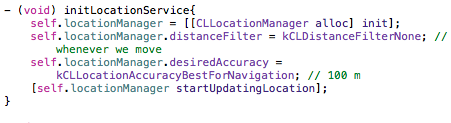 - (void) initLocationService{
self.locationManager = [[CLLocationManager alloc] init];
self.locationManager.distanceFilter = kCLDistanceFilterNone; //
whenever we move
self.locationManager.desiredAccuracy =
kCLLocationAccuracyBestForNavigation; // 100 m
[self.locationManager startUpdatingLocation];
}